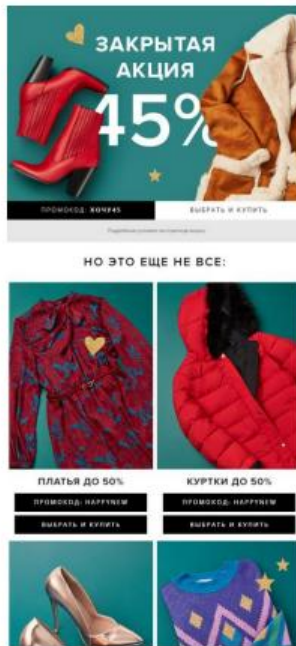 ЗАКРЫТАЯ
АКЦИЯ
45%
ПРОМОКОД: ХОЧУ45
ВЫБРАТЬ И КУПИТЬ
НО ЭТО ЕЩЕ НЕ ВСЕ:
ПЛАТЬЯ ДО 50%
КУРТКИ ДО 50%
ПРОМОКОД: HAPPYNEW
ПРОМОКОД: HAPPYNEW
ВЫБРАТЬ И КУПИТЬ
ВЫБРАТЬ И КУПИТЬ